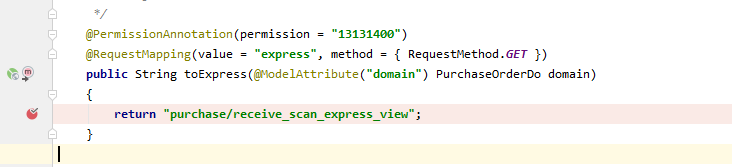 */
@PermissionAnnotation(permission = "13131400")
@RequestMapping(value = "express", method = { RequestMethod.GET })
public String toExpress(@ModelAttribute("domain") PurchaseOrderDo domain)
{
return "purchase/receive_scan_express_view";
}